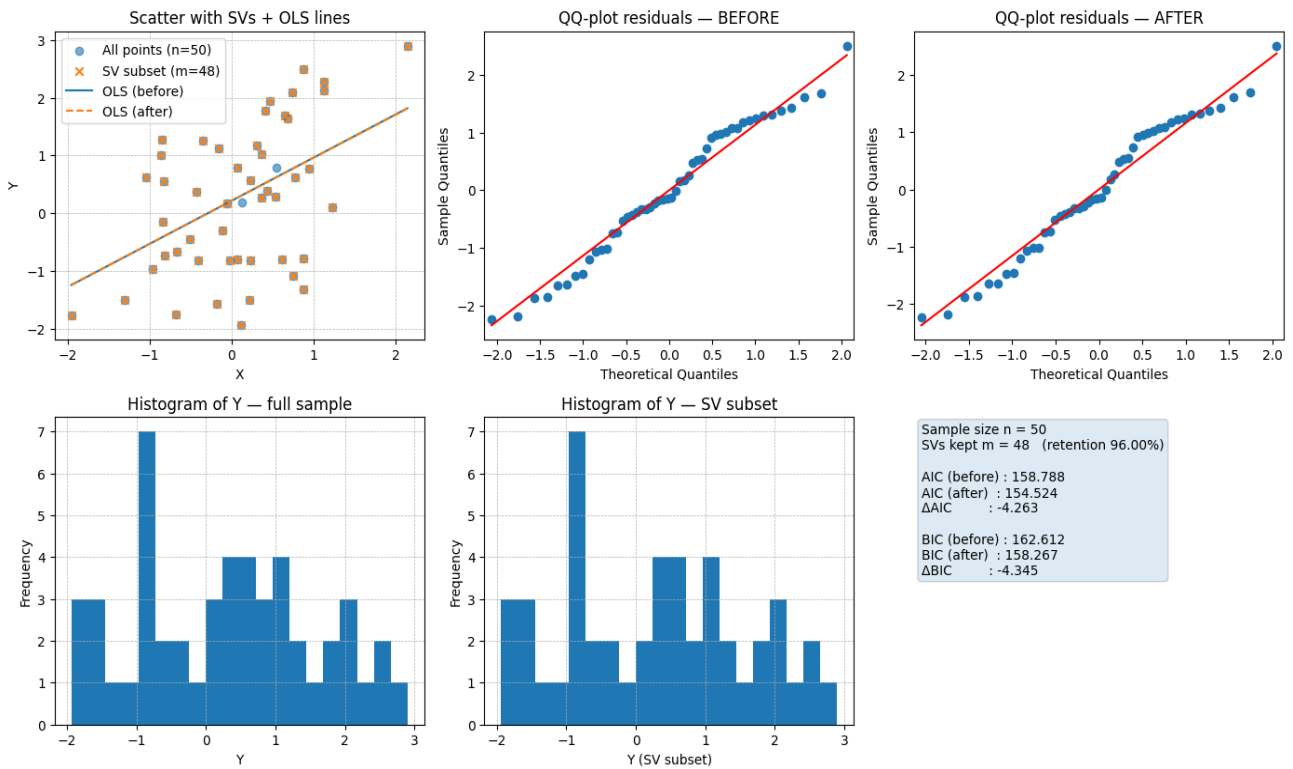 Scatter with SVs + OLS lines
All points (n=50)
SV subset (m=48)
OLS (before)
OLS (after)
3
2
1
0
−1
−2
Y
−2 −1 0 1 2
X
QQ-plot residuals — BEFORE
2
1
0
−1
−2
Sample Quantiles
−2.0 −1.5 −1.0 −0.5 0.0 0.5 1.0 1.5 2.0
Theoretical Quantiles
QQ-plot residuals — AFTER
2
1
0
−1
−2
Sample Quantiles
−2.0 −1.5 −1.0 −0.5 0.0 0.5 1.0 1.5 2.0
Theoretical Quantiles
Histogram of Y — full sample
7
6
5
4
3
2
1
0
Frequency
−2 −1 0 1 2 3
Y
Histogram of Y — SV subset
7
6
5
4
3
2
1
0
Frequency
−2 −1 0 1 2 3
Y (SV subset)
Sample size n = 50
SVs kept m = 48 (retention 96.00%)
AIC (before) : 158.788
AIC (after) : 154.524
ΔAIC : -4.263
BIC (before) : 162.612
BIC (after) : 158.267
ΔBIC : -4.345